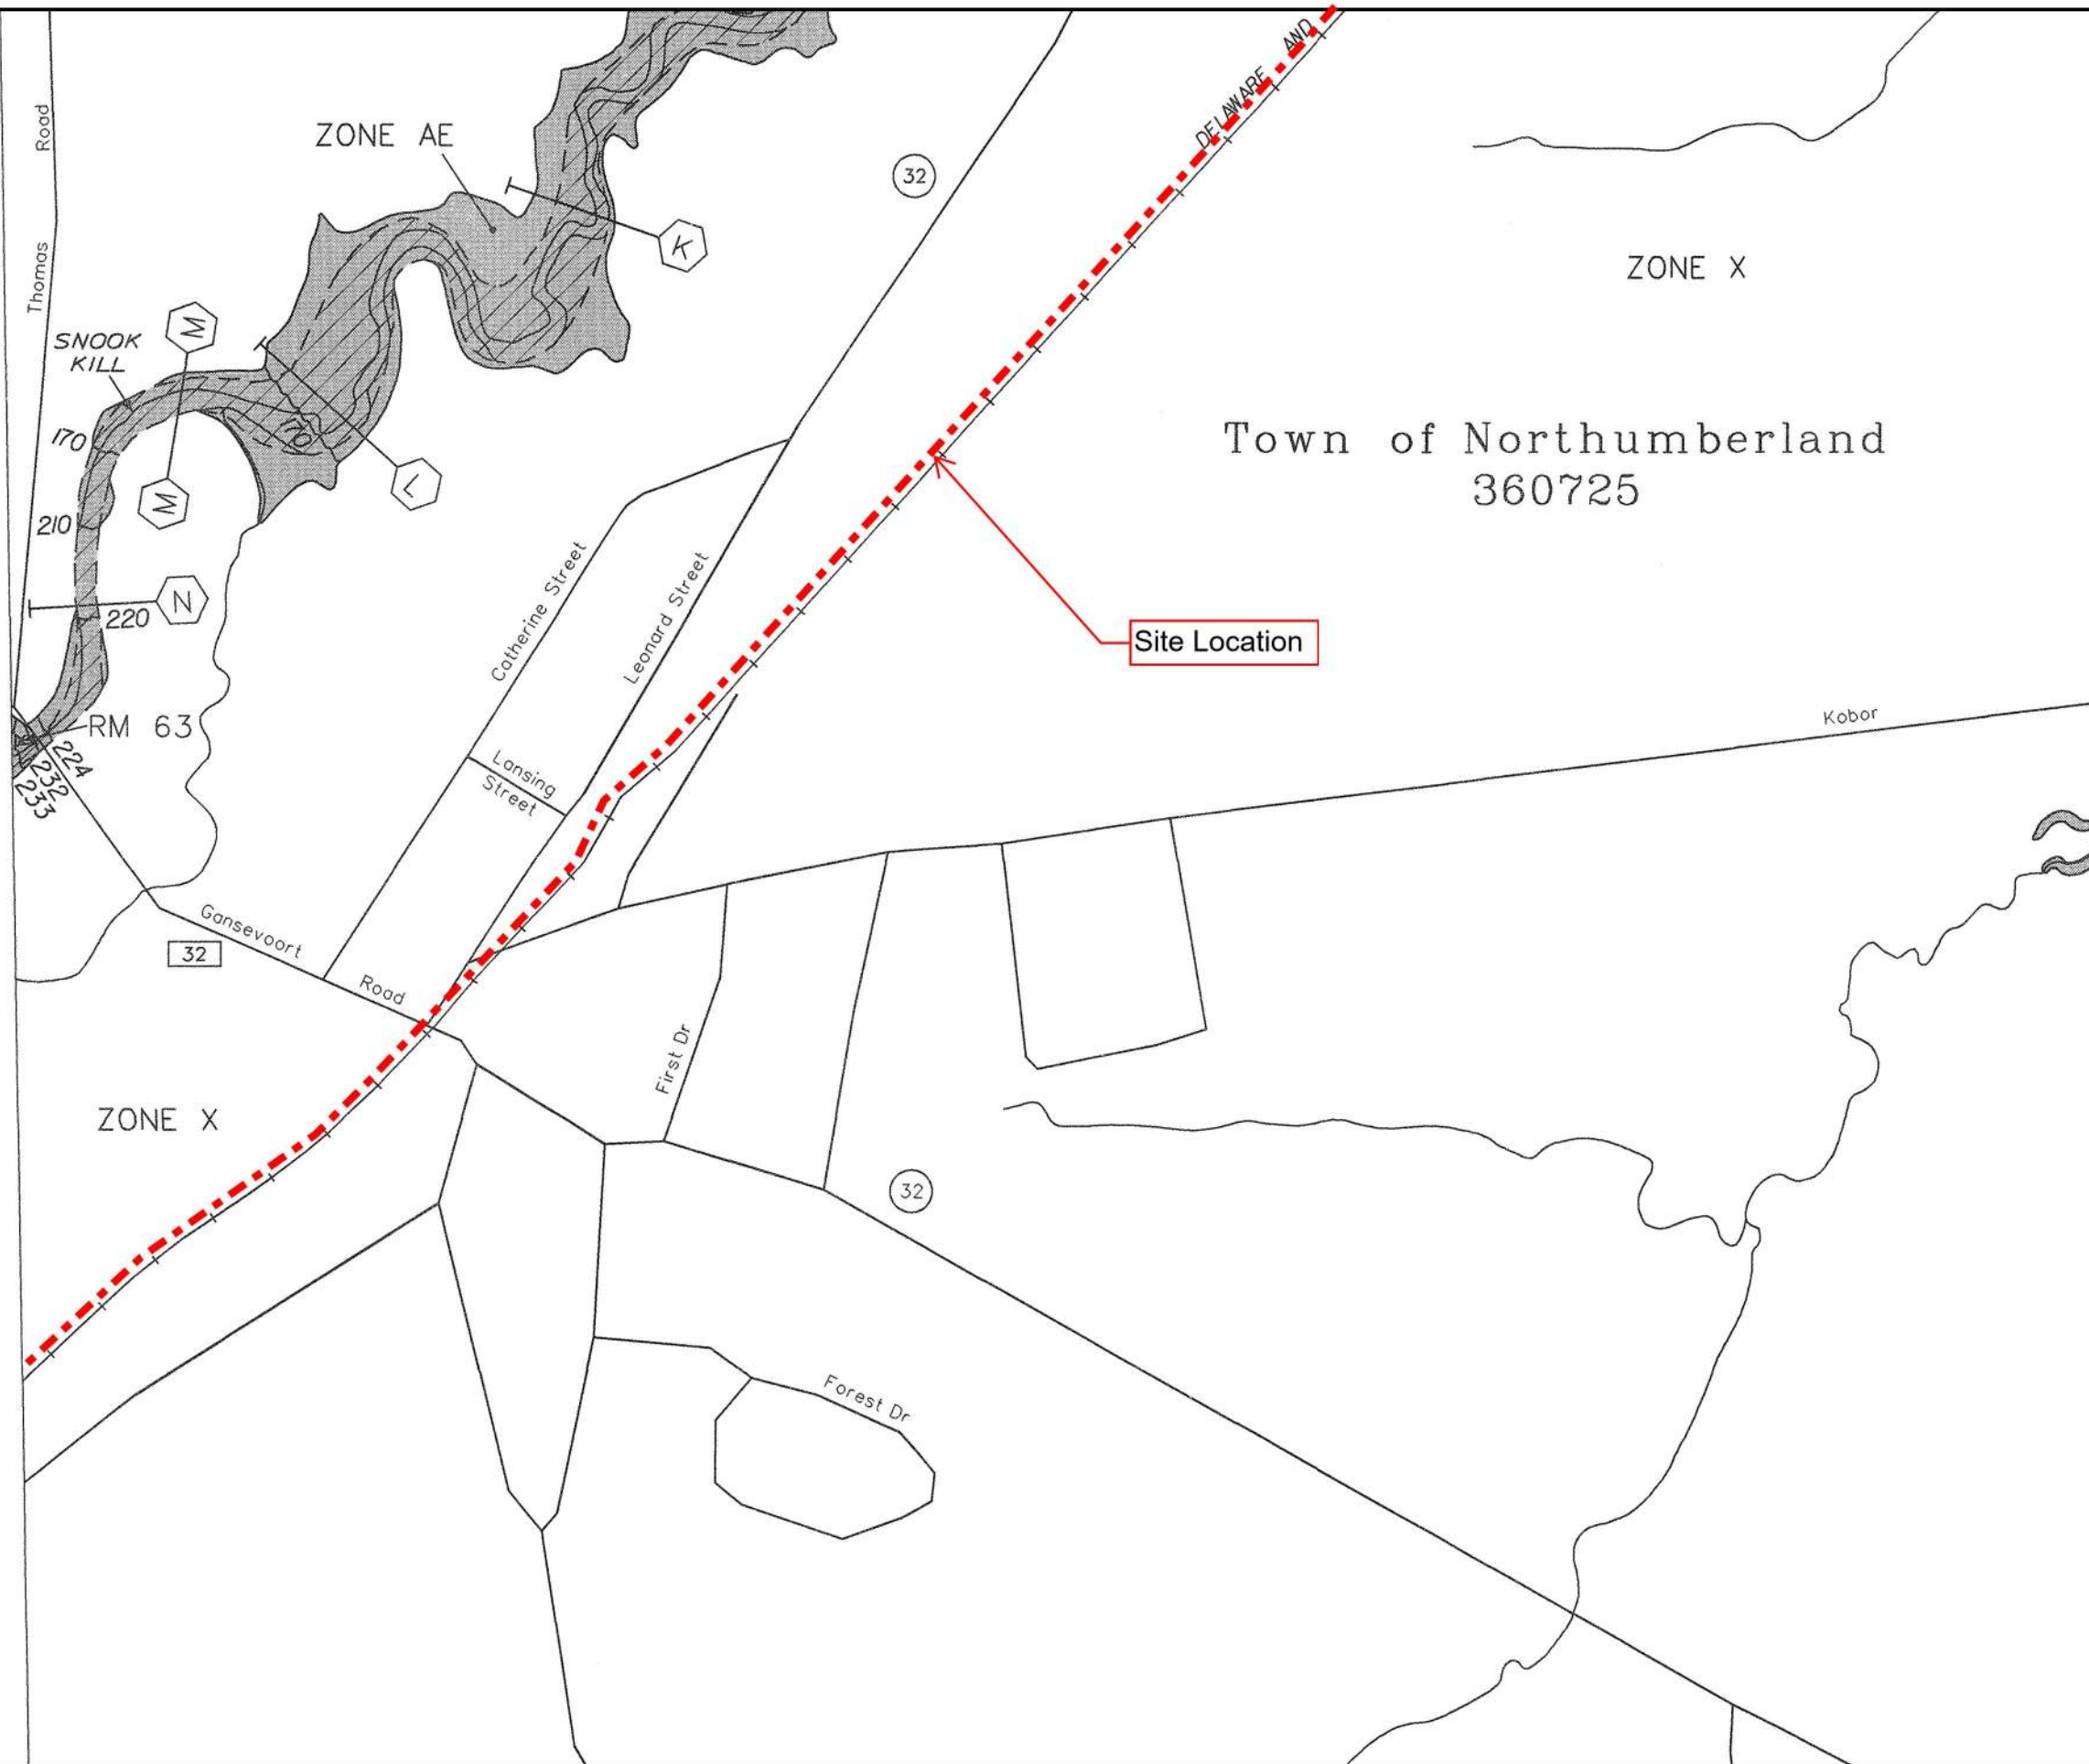 DELAWARE AND
Road
Thomas
ZONE AE
32
K
ZONE X
SNOOK
KILL
M
170
170
L
M
210
N
220
Town of Northumberland
360725
Catherine Street
Leonard Street
Site Location
RM 63
224
232
233
Lansing
Street
Kobor
Gansevoort
Road
32
First Dr
ZONE X
32
Forest Dr